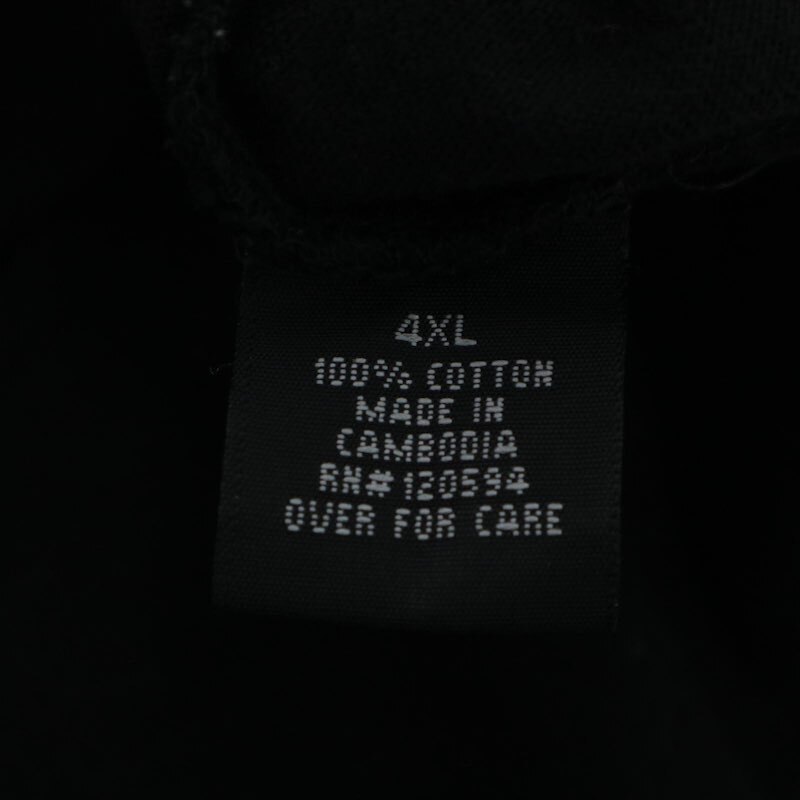 4XL
100% COTTON
MADE IN
CAMBODIA
RN#120594
OVER FOR CARE